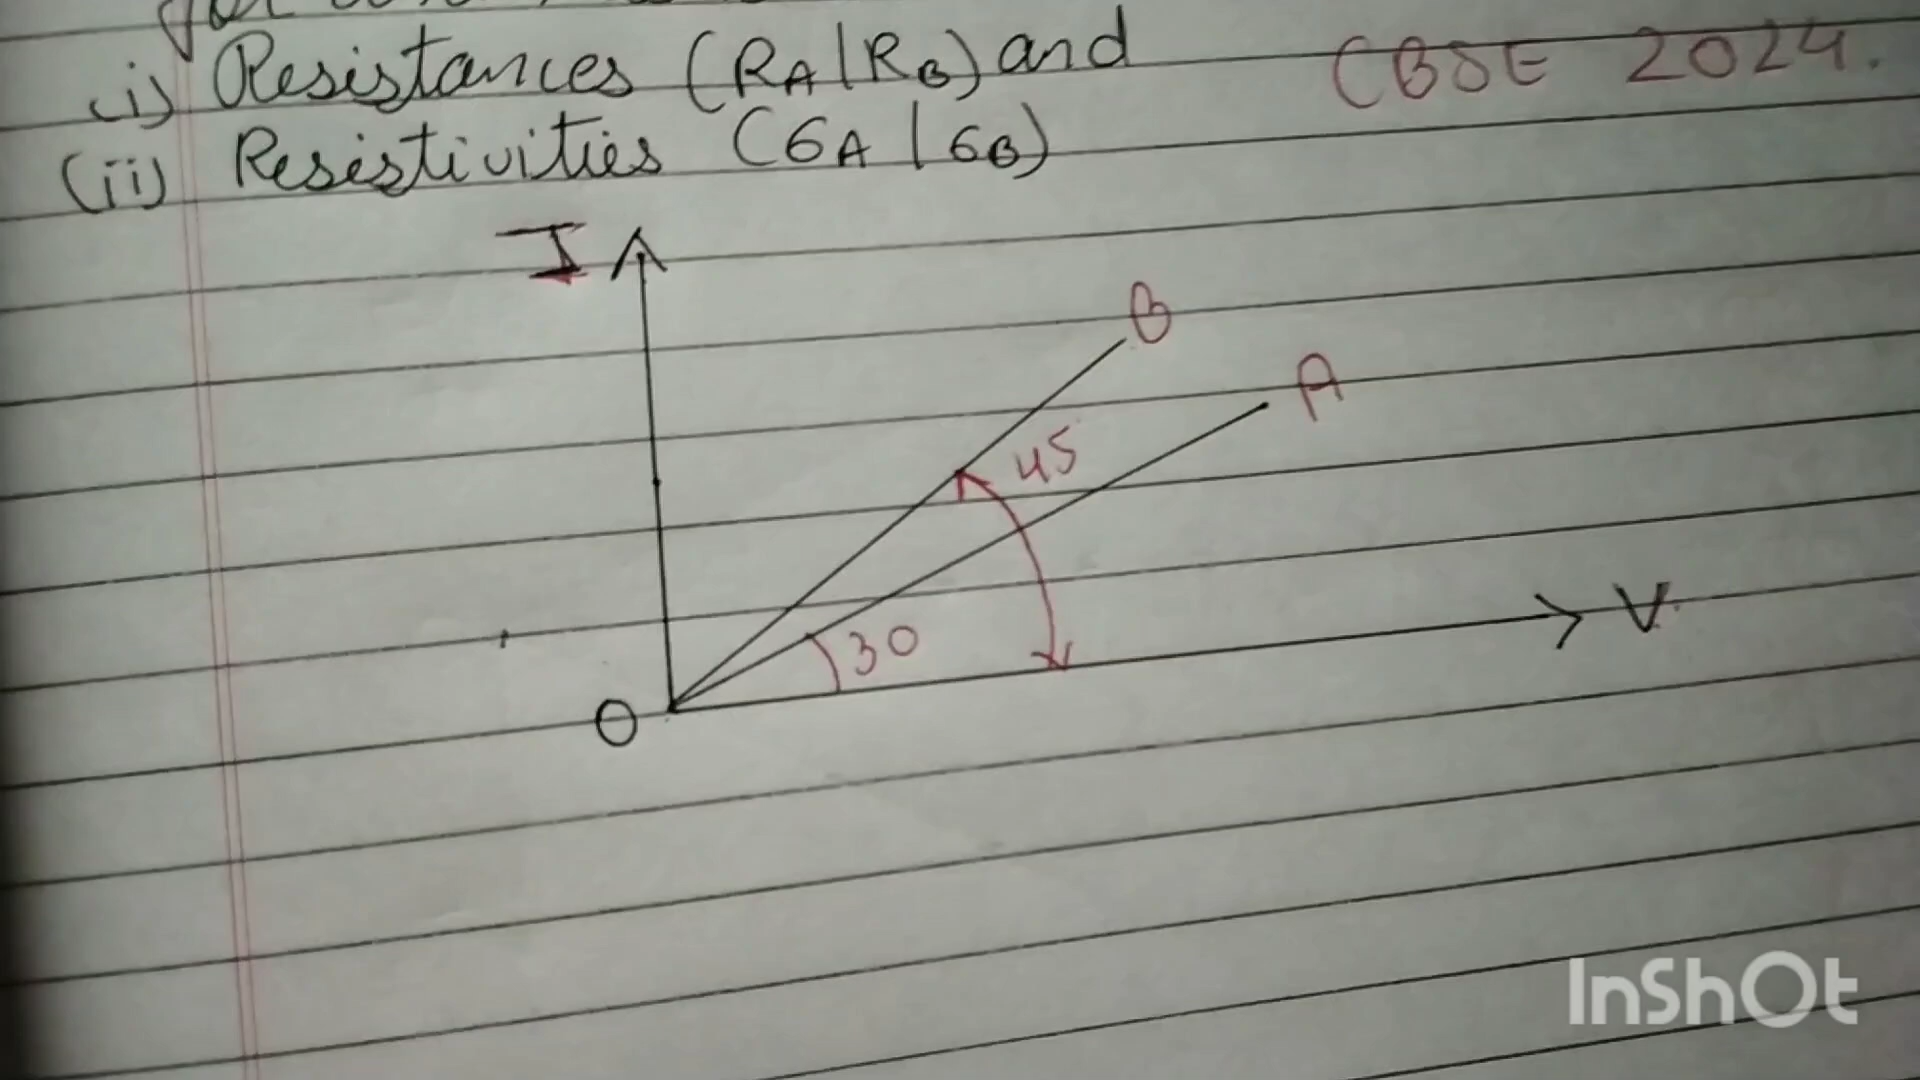 (i) Resistances (RA|RB) and CBSE 2024.
(ii) Resistivities (σA|σB)
I
B
A
45
30
V
O
InShOt